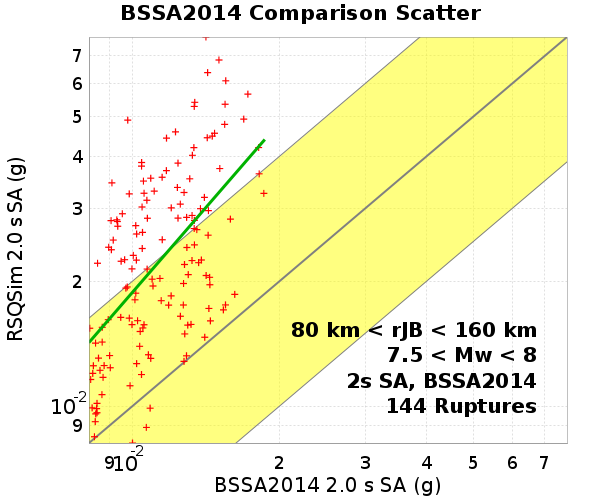 BSSA2014 Comparison Scatter
RSQSim 2.0 s SA (g)
7
6
5
4
3
2
10-2
9
80 km < rJB < 160 km
7.5 < Mw < 8
2s SA, BSSA2014
144 Ruptures
9 10-2 2 3 4 5 6 7
BSSA2014 2.0 s SA (g)